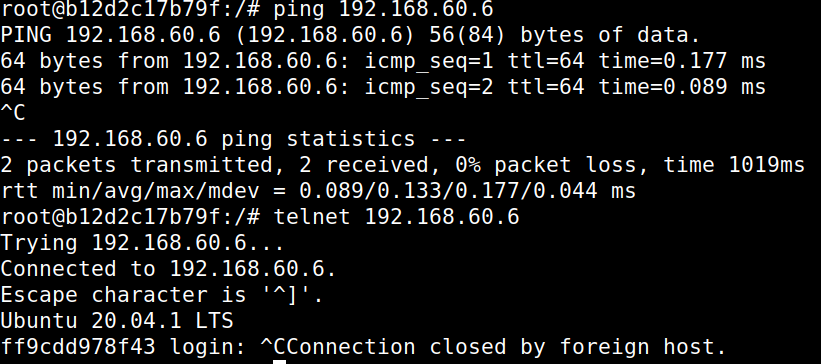 root@b12d2c17b79f:/# ping 192.168.60.6
PING 192.168.60.6 (192.168.60.6) 56(84) bytes of data.
64 bytes from 192.168.60.6: icmp_seq=1 ttl=64 time=0.177 ms
64 bytes from 192.168.60.6: icmp_seq=2 ttl=64 time=0.089 ms
^C
--- 192.168.60.6 ping statistics ---
2 packets transmitted, 2 received, 0% packet loss, time 1019ms
rtt min/avg/max/mdev = 0.089/0.133/0.177/0.044 ms
root@b12d2c17b79f:/# telnet 192.168.60.6
Trying 192.168.60.6...
Connected to 192.168.60.6.
Escape character is '^]'.
Ubuntu 20.04.1 LTS
ff9cdd978f43 login: ^CConnection closed by foreign host.